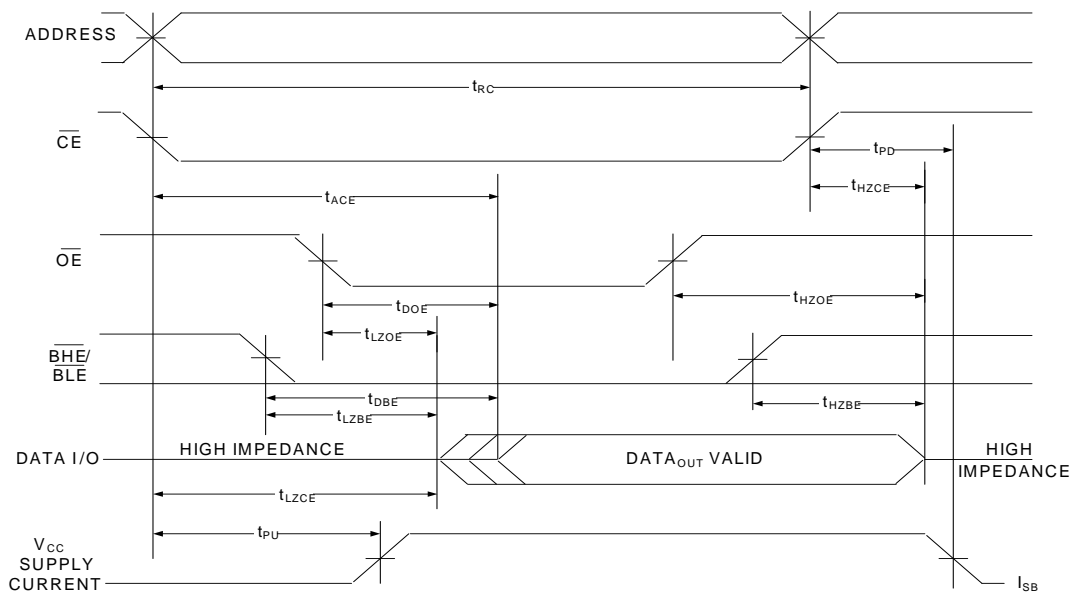 ADDRESS
tRC
CE
tPD
tHZCE
tACE
OE
tDOE
tHZOE
tLZOE
BHE/
BLE
tDBE
tHZBE
tLZBE
DATA I/O
HIGH IMPEDANCE
DATAOUT VALID
HIGH
IMPEDANCE
tLZCE
tPU
VCC
SUPPLY
CURRENT
ISB